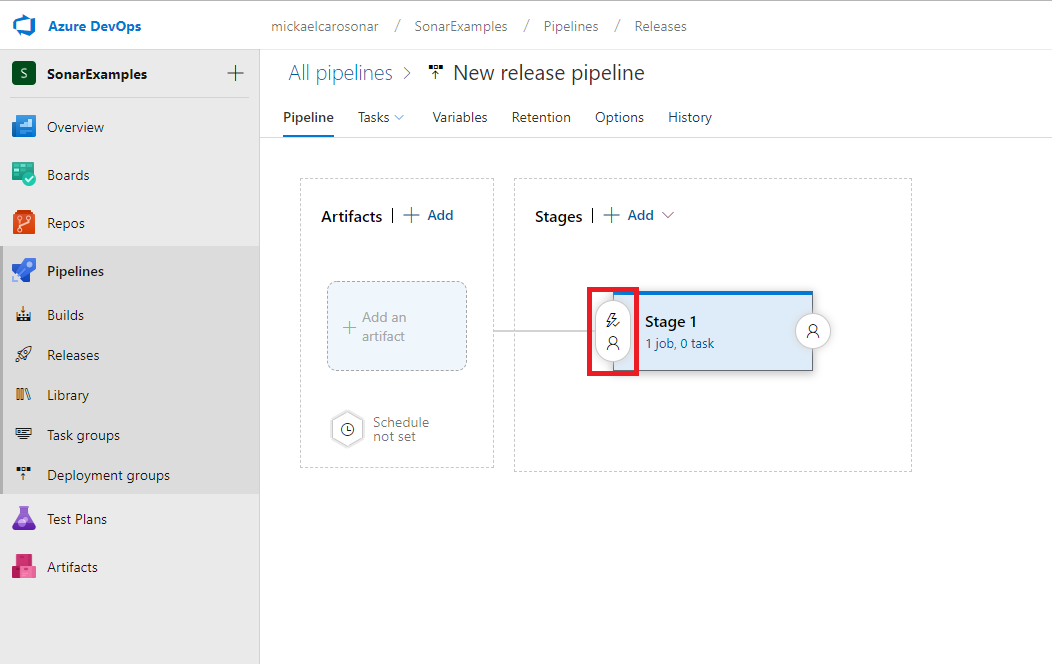 Azure DevOps
mickaelcarosonar / SonarExamples / Pipelines / Releases
S SonarExamples
Overview
Boards
Repos
Pipelines
Builds
Releases
Library
Task groups
Deployment groups
Test Plans
Artifacts
All pipelines > New release pipeline
Pipeline Tasks Variables Retention Options History
Artifacts | + Add
Add an
artifact
Schedule
not set
Stages | + Add
Stage 1
1 job, 0 task